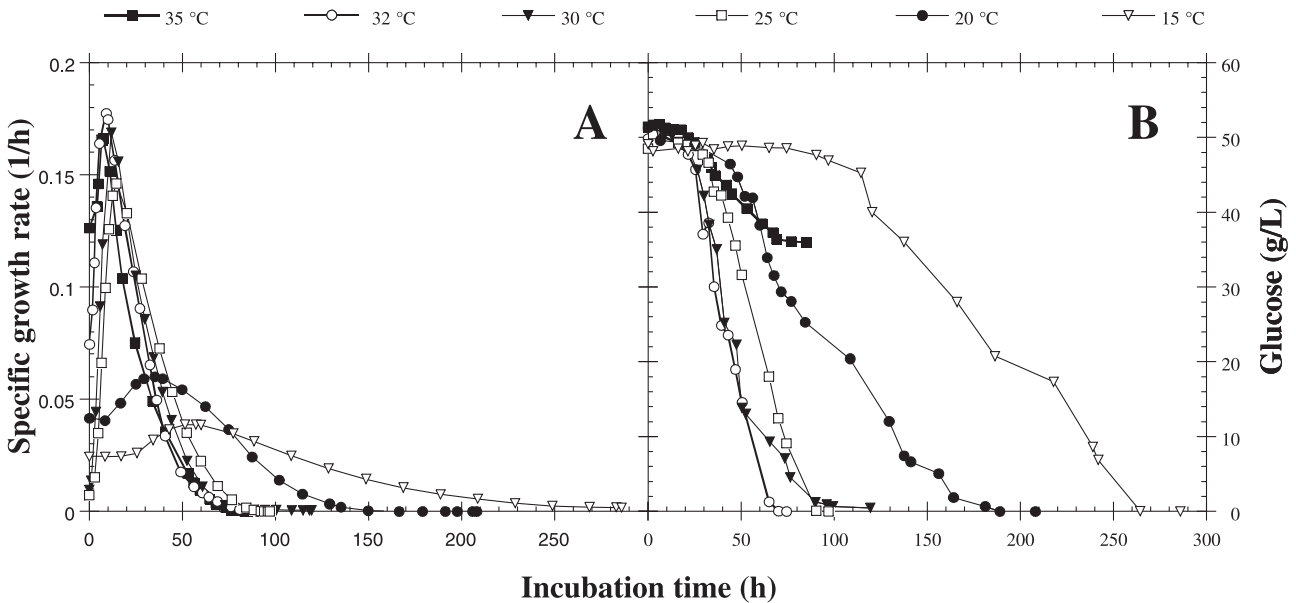 35 °C 32 °C 30 °C 25 °C 20 °C 15 °C
A
B
Specific growth rate (1/h)
0.2
0.15
0.1
0.05
0
Glucose (g/L)
60
50
40
30
20
10
0
0 50 100 150 200 250 0 50 100 150 200 250 300
Incubation time (h)